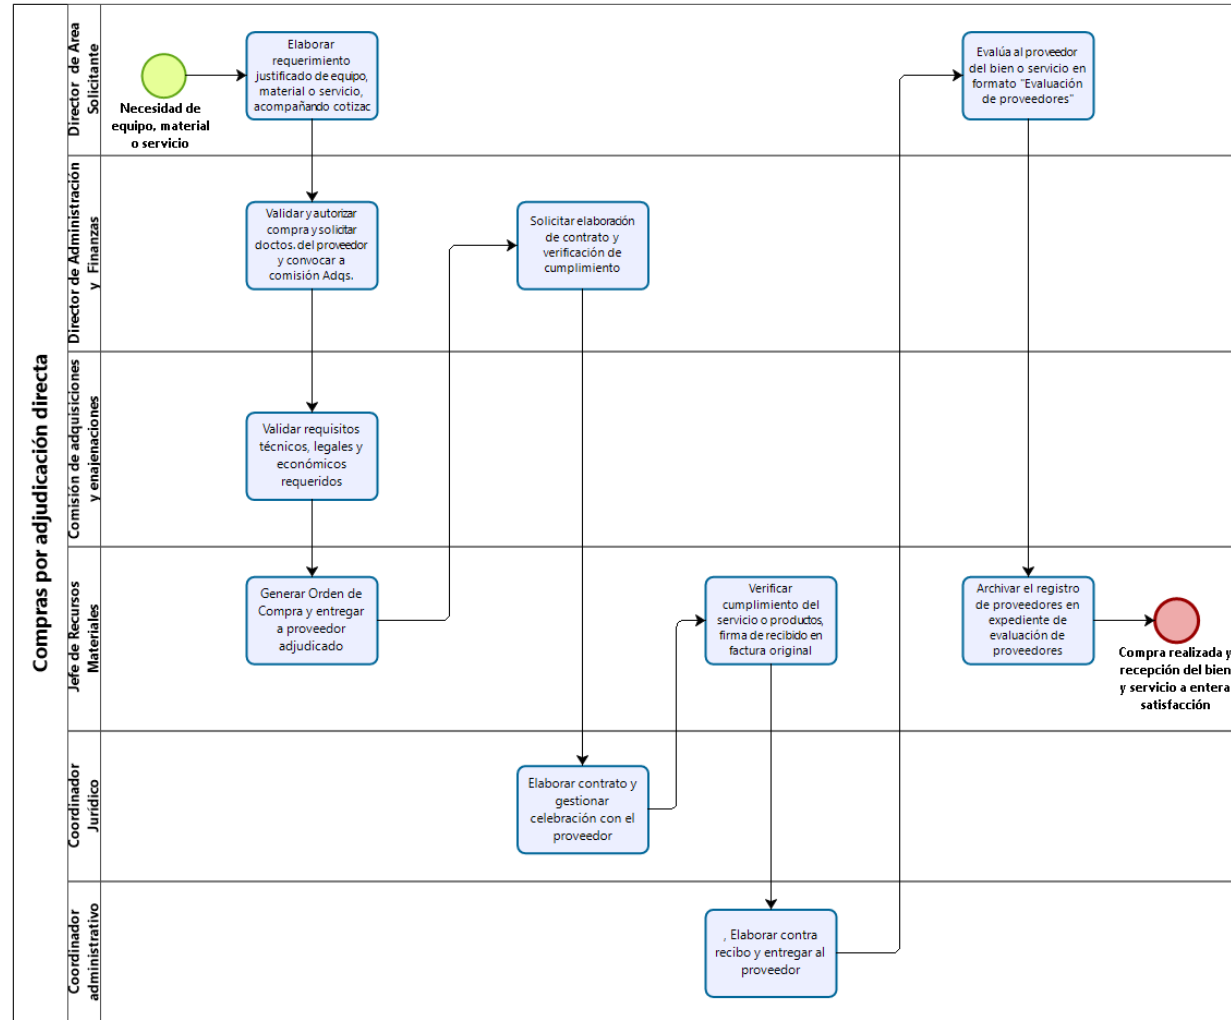 Compras por adjudicación directa
Director de Area
Solicitante
Necesidad de
equipo, material
o servicio
Elaborar
requerimiento
justificado de equipo,
material o servicio,
acompañando cotizac
Evalúa al proveedor
del bien o servicio en
formato "Evaluación
de proveedores"
Director de Administración
y Finanzas
Validar y autorizar
compra y solicitar
doctos. del proveedor
y convocar a
comisión Adqs.
Solicitar elaboración
de contrato y
verificación de
cumplimiento
Comisión de adquisiciones
y enajenaciones
Validar requisitos
técnicos, legales y
económicos
requeridos
Jefe de Recursos
Materiales
Generar Orden de
Compra y entregar
a proveedor
adjudicado
Verificar
cumplimiento del
servicio o productos,
firma de recibido en
factura original
Archivar el registro
de proveedores en
expediente de
evaluación de
proveedores
Compra realizada y
recepción del bien
y servicio a entera
satisfacción
Coordinador
Jurídico
Elaborar contrato y
gestionar
celebración con el
proveedor
Coordinador
administrativo
, Elaborar contra
recibo y entregar al
proveedor